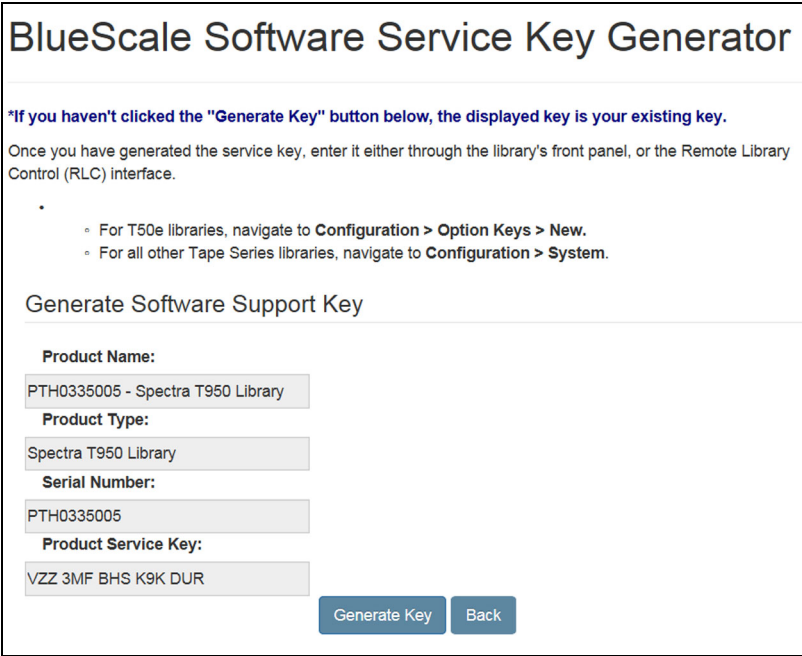 BlueScale Software Service Key Generator
*If you haven't clicked the "Generate Key" button below, the displayed key is your existing key.
Once you have generated the service key, enter it either through the library's front panel, or the Remote Library
Control (RLC) interface.
•
◦ For T50e libraries, navigate to Configuration > Option Keys > New.
◦ For all other Tape Series libraries, navigate to Configuration > System.
Generate Software Support Key
Product Name:
PTH0335005 - Spectra T950 Library
Product Type:
Spectra T950 Library
Serial Number:
PTH0335005
Product Service Key:
VZZ 3MF BHS K9K DUR
Generate Key Back